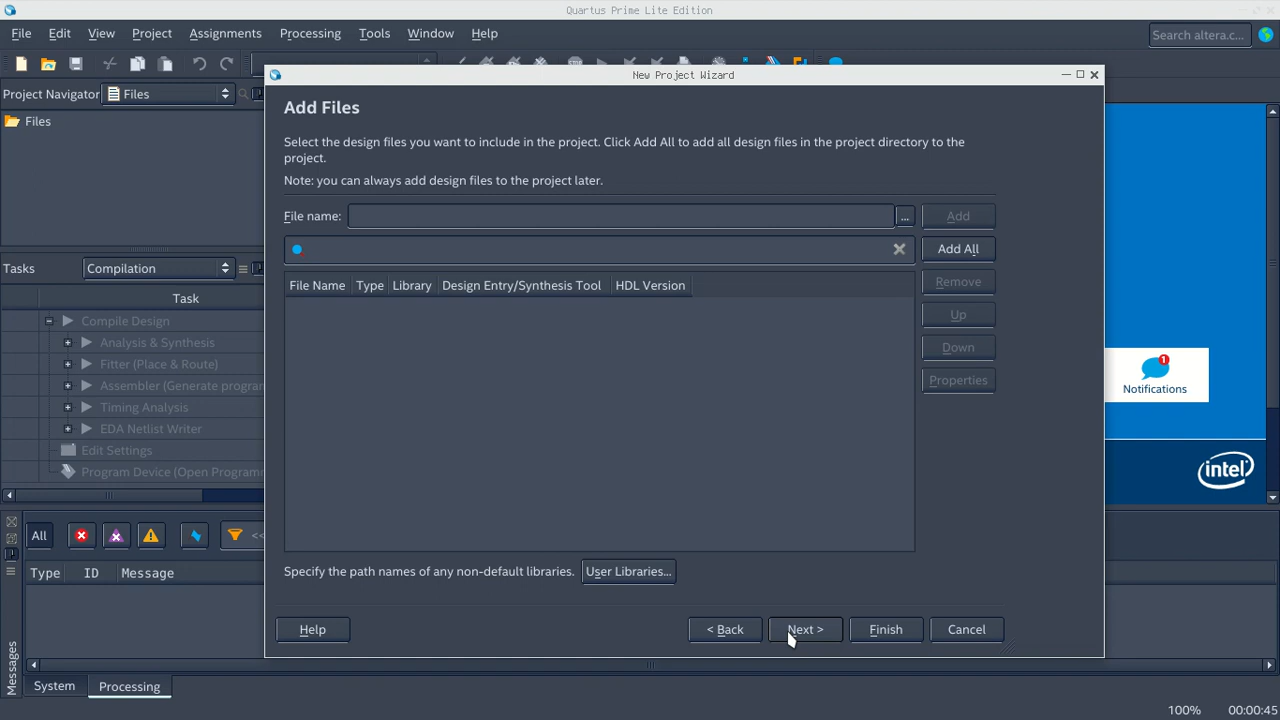 Quartus Prime Lite Edition
File Edit View Project Assignments Processing Tools Window Help Search altera.c...
New Project Wizard
Project Navigator Files
Files
Add Files
Select the design files you want to include in the project. Click Add All to add all design files in the project directory to the
project.
Note: you can always add design files to the project later.
File name: ... Add
Add All
File Name Type Library Design Entry/Synthesis Tool HDL Version Remove
Up
Down
Properties
Tasks Compilation
Task
Compile Design
Analysis & Synthesis
Fitter (Place & Route)
Assembler (Generate program
Timing Analysis
EDA Netlist Writer
Edit Settings
Program Device (Open Programm
1
Notifications
intel
All <<
Type ID Message
Specify the path names of any non-default libraries. User Libraries...
Help < Back Next > Finish Cancel
Messages
System Processing
100% 00:00:45